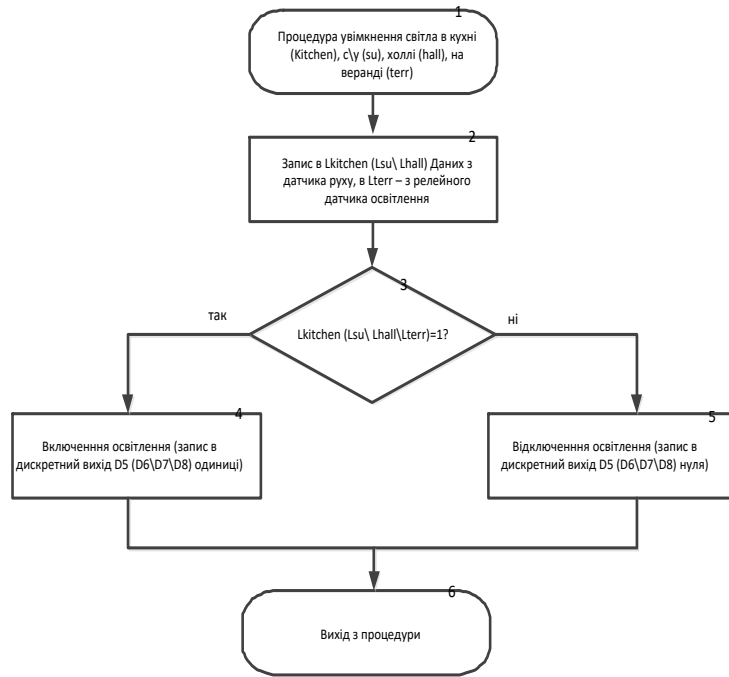 1
Процедура увімкнення світла в кухні
(Kitchen), с\у (su), холлі (hall), на
веранді (terr)
2
Запис в Lkitchen (Lsu\ Lhall) Даних з
датчика руху, в Lterr – з релейного
датчика освітлення
3
так
ні
Lkitchen (Lsu\ Lhall\Lterr)=1?
4
Включенння освітлення (запис в
дискретний вихід D5 (D6\D7\D8) одиниці)
5
Відключенння освітлення (запис в
дискретний вихід D5 (D6\D7\D8) нуля)
6
Вихід з процедури